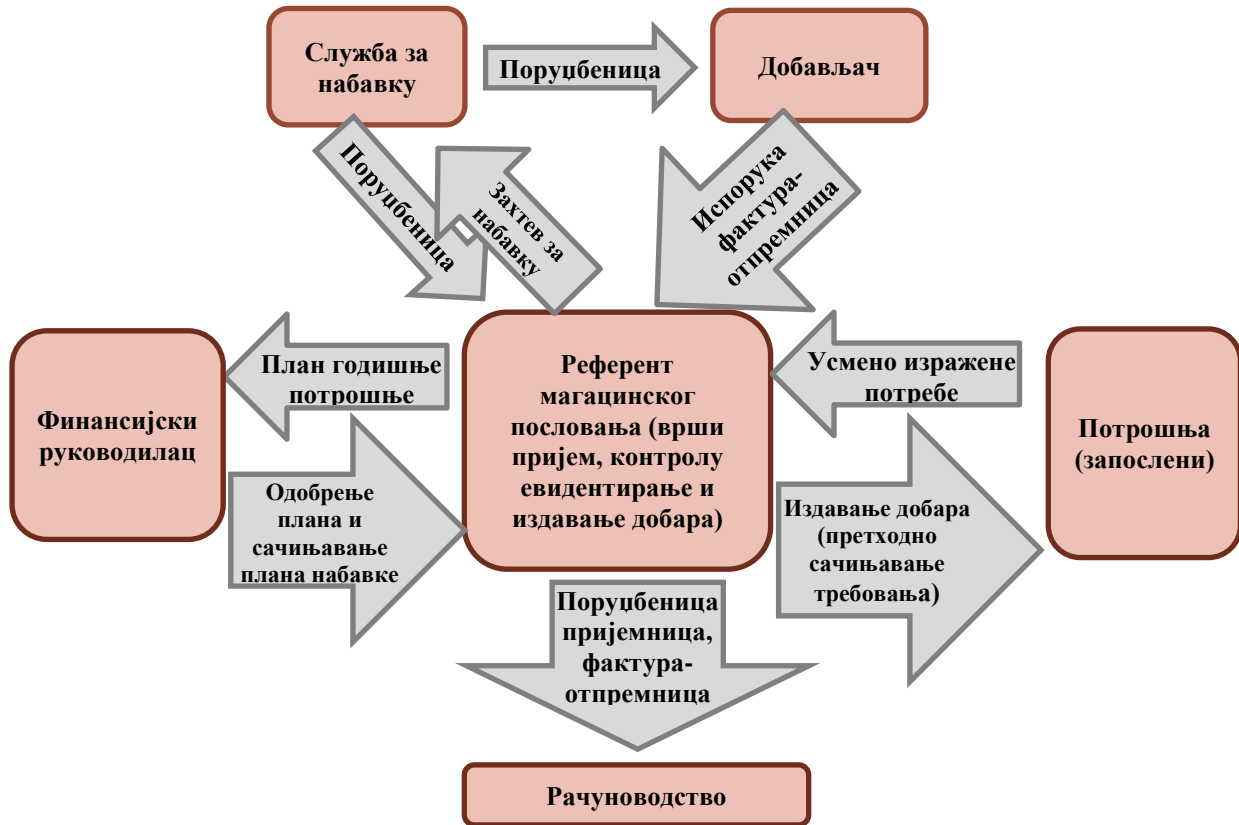 Служба за
набавку
Поруџбеница
Добављач
Поруџбеница
Захтев за
набавку
Испорука
фактура-
отпремница
Финансијски
руководилац
План годишње
потрошње
Одобрење
плана и
сачињавање
плана набавке
Референт
магацинског
пословања (врши
пријем, контролу
евидентирање и
издавање добара)
Усмено изражене
потребе
Издавање добара
(претходно
сачињавање
требовања)
Потрошња
(запослени)
Поруџбеница
пријемница,
фактура-
отпремница
Рачуноводство